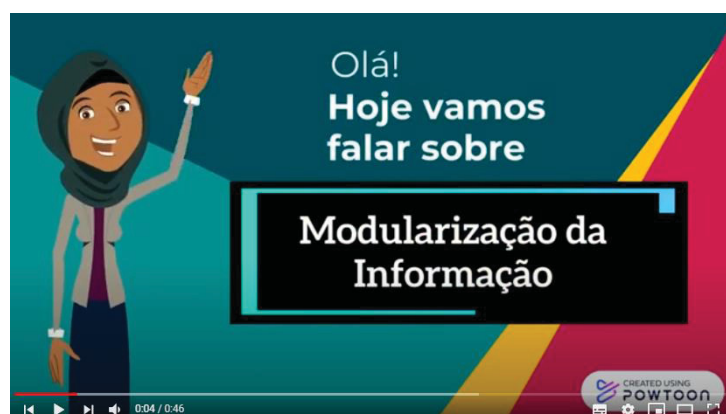 Olá!
Hoje vamos
falar sobre
Modularização da
Informação
CREATED USING
POWTOON
0:04 / 0:46